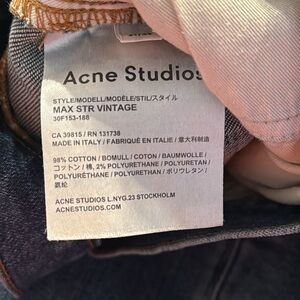 Acne Studios
STYLE/MODELL/MODÈLE/STIL/スタイル
MAX STR VINTAGE
30F153-188
CA 39815 / RN 131738
MADE IN ITALY / FABRIQUÉ EN ITALIE / 意大利制造
98% COTTON / BOMULL / COTON / BAUMWOLLE /
コットン / 棉, 2% POLYURETHANE / POLYURETAN /
POLYURÉTHANE / POLYURETHAN / ポリウレタン /
氨纶
ACNE STUDIOS L.NYG.23 STOCKHOLM
ACNESTUDIOS.COM